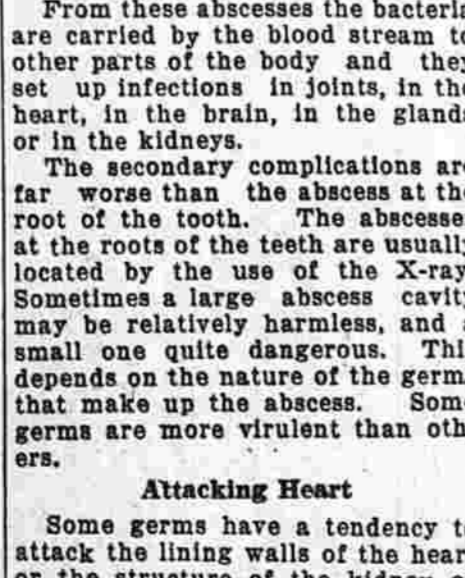 From these abscesses the bacteria
are carried by the blood stream to
other parts of the body and they
set up infections in joints, in the
heart, in the brain, in the glands
or in the kidneys.
The secondary complications are
far worse than the abscess at the
root of the tooth. The abscesses
at the roots of the teeth are usually
located by the use of the X-ray.
Sometimes a large abscess cavity
may be relatively harmless, and a
small one quite dangerous. This
depends on the nature of the germs
that make up the abscess. Some
germs are more virulent than oth-
ers.
Attacking Heart
Some germs have a tendency to
attack the lining walls of the heart
or the structure of the kidney